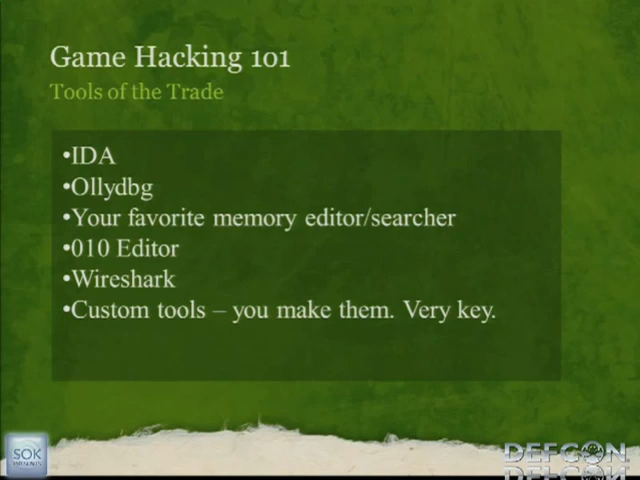 Game Hacking 101
Tools of the Trade
•IDA
•Ollydbg
•Your favorite memory editor/searcher
•010 Editor
•Wireshark
•Custom tools – you make them. Very key.
SOK
PRESENTS
DEFCON